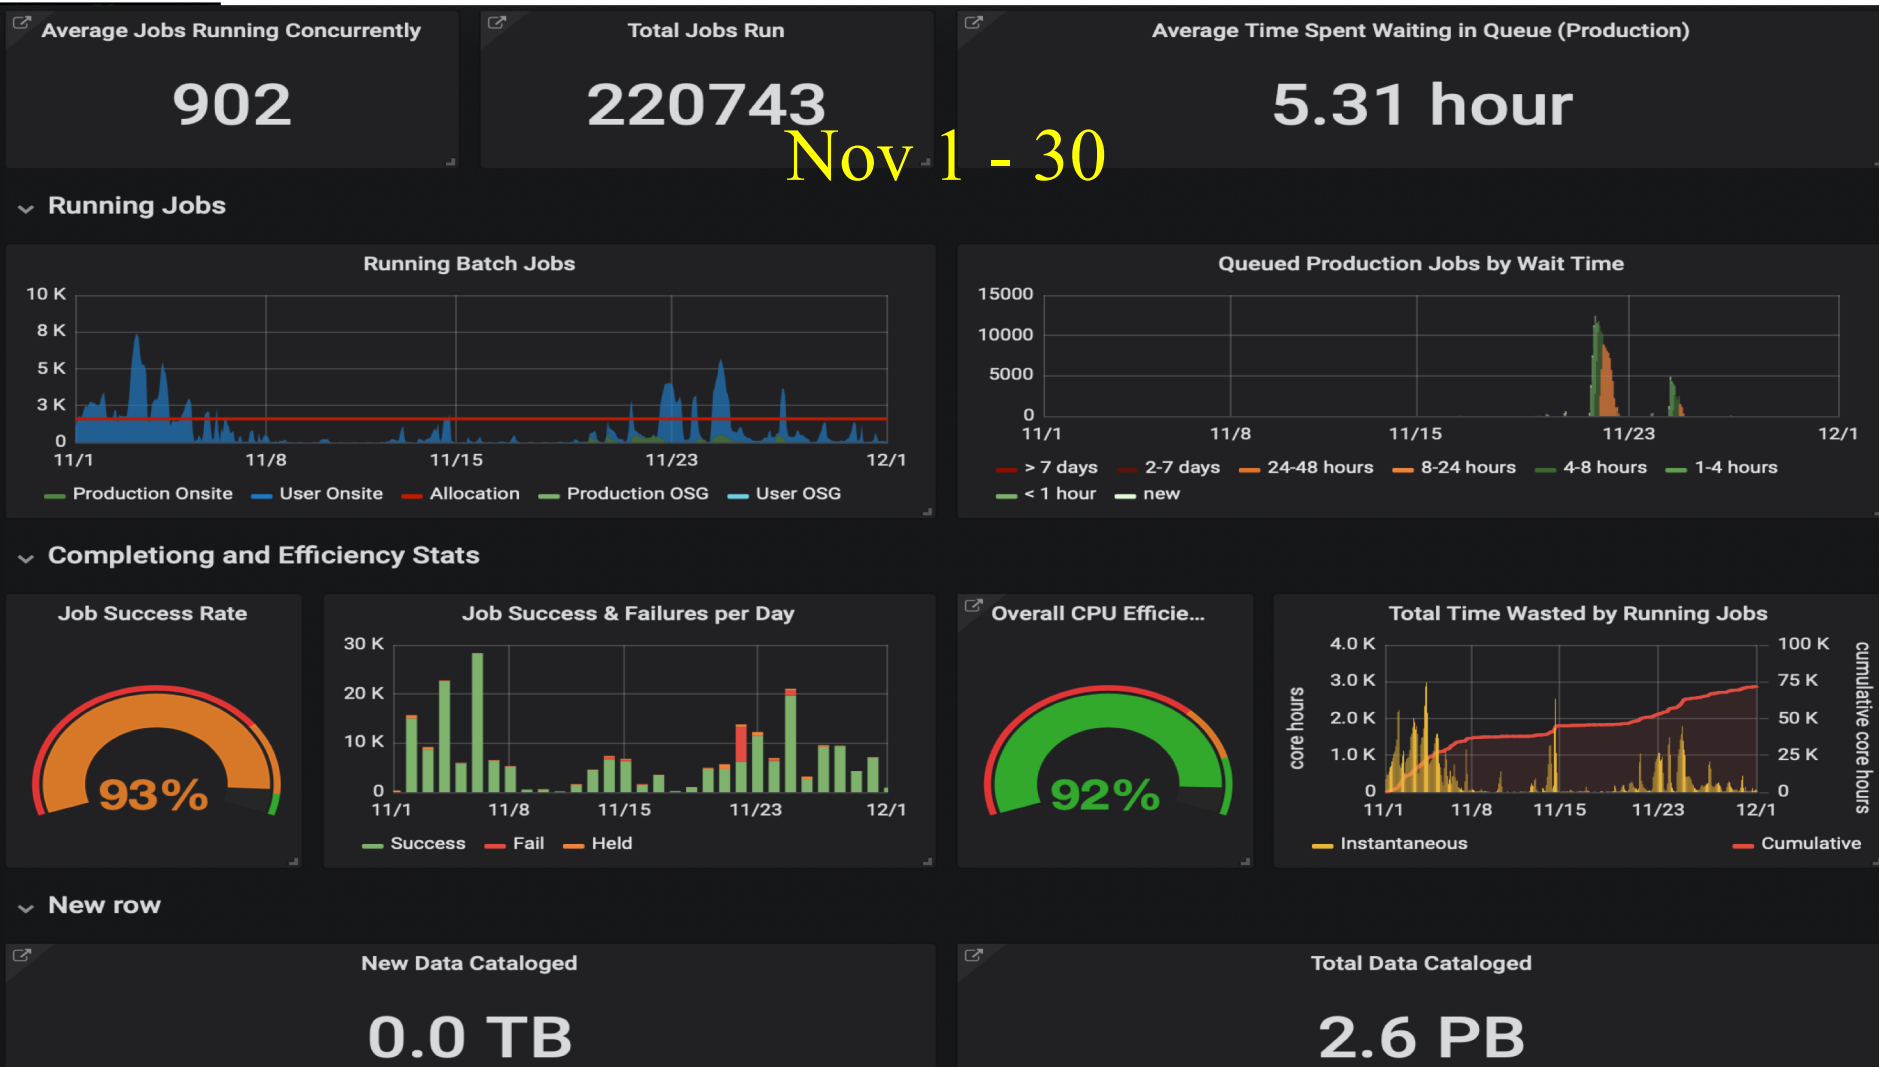 Average Jobs Running Concurrently
902
Total Jobs Run
220743
Average Time Spent Waiting in Queue (Production)
5.31 hour
Nov 1 - 30
Running Jobs
Running Batch Jobs
10 K
8 K
5 K
3 K
0
11/1 11/8 11/15 11/23 12/1
Production Onsite User Onsite Allocation Production OSG User OSG
Queued Production Jobs by Wait Time
15000
10000
5000
0
11/1 11/8 11/15 11/23 12/1
> 7 days 2-7 days 24-48 hours 8-24 hours 4-8 hours 1-4 hours
< 1 hour new
Completiong and Efficiency Stats
Job Success Rate
93%
Job Success & Failures per Day
30 K
20 K
10 K
0
11/1 11/8 11/15 11/23 12/1
Success Fail Held
Overall CPU Efficie...
92%
Total Time Wasted by Running Jobs
core hours
4.0 K
3.0 K
2.0 K
1.0 K
0
100 K
75 K
50 K
25 K
0
cumulative core hours
11/1 11/8 11/15 11/23 12/1
Instantaneous Cumulative
New row
New Data Cataloged
0.0 TB
Total Data Cataloged
2.6 PB